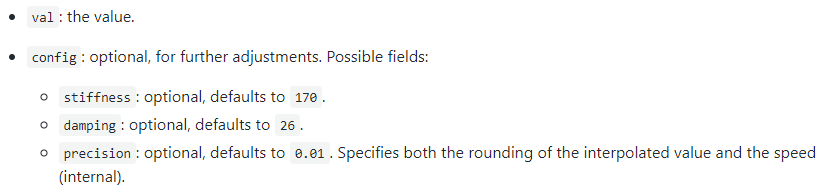 val : the value.
config : optional, for further adjustments. Possible fields:
stiffness : optional, defaults to 170 .
damping : optional, defaults to 26 .
precision : optional, defaults to 0.01 . Specifies both the rounding of the interpolated value and the speed
(internal).